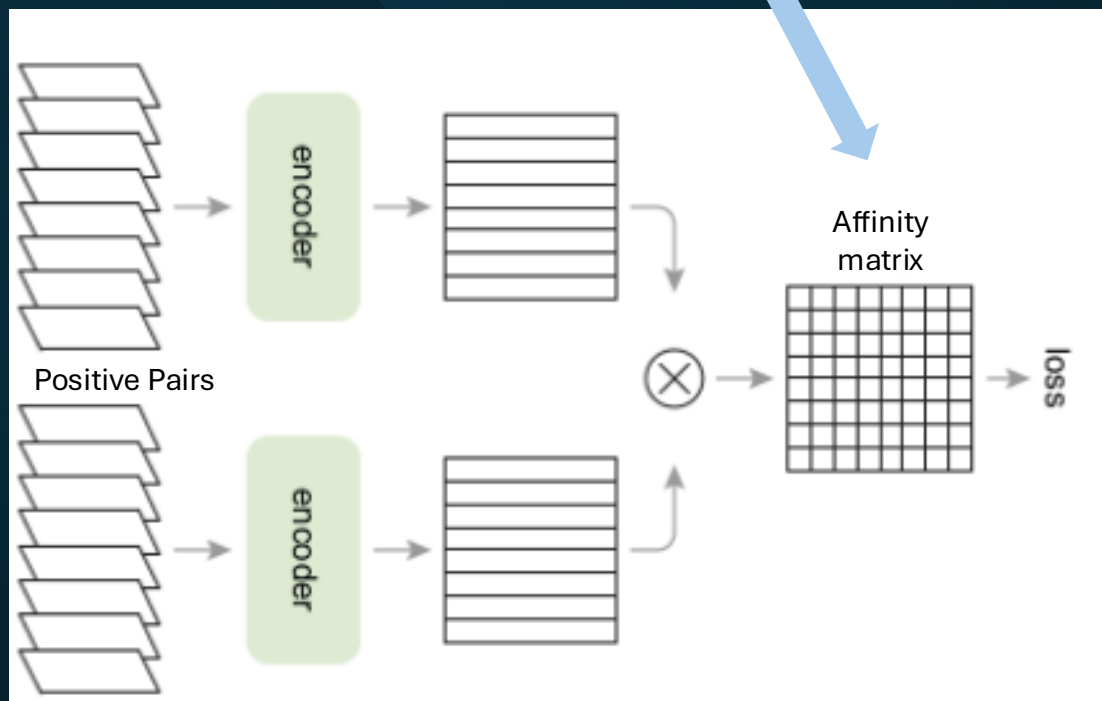 encoder
Affinity
matrix
loss
Positive Pairs
encoder